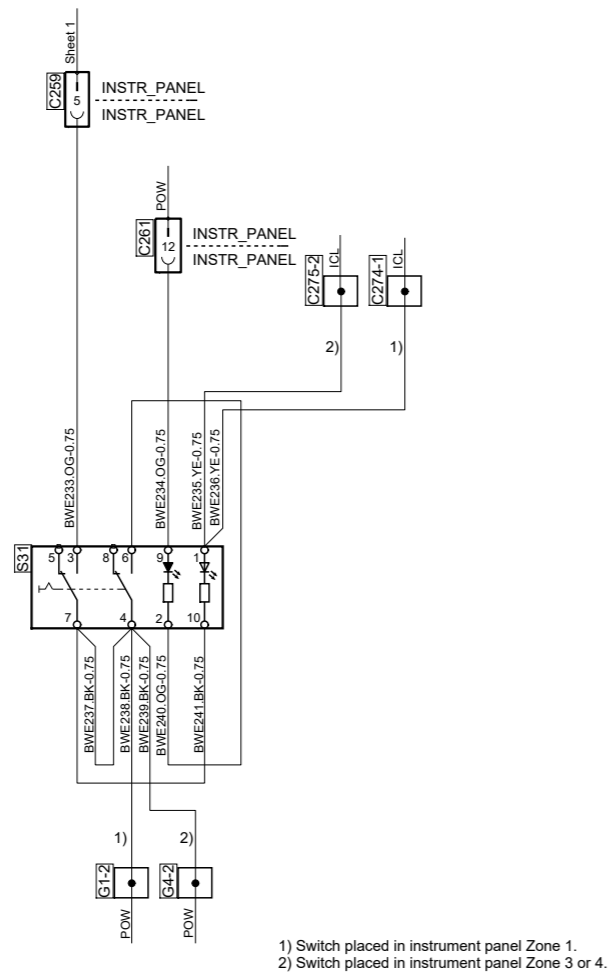 Sheet 1
C259
5
INSTR_PANEL
INSTR_PANEL
POW
C261
12
INSTR_PANEL
INSTR_PANEL
ICL
C275-2
ICL
C274-1
2)
1)
BWE233.OG-0.75
BWE234.OG-0.75
BWE235.YE-0.75
BWE236.YE-0.75
S31
5
3
8
6
9
1
7
4
2
10
BWE237.BK-0.75
BWE238.BK-0.75
BWE239.BK-0.75
BWE240.OG-0.75
BWE241.BK-0.75
1)
2)
G1-2
G4-2
POW
POW
1) Switch placed in instrument panel Zone 1.
2) Switch placed in instrument panel Zone 3 or 4.